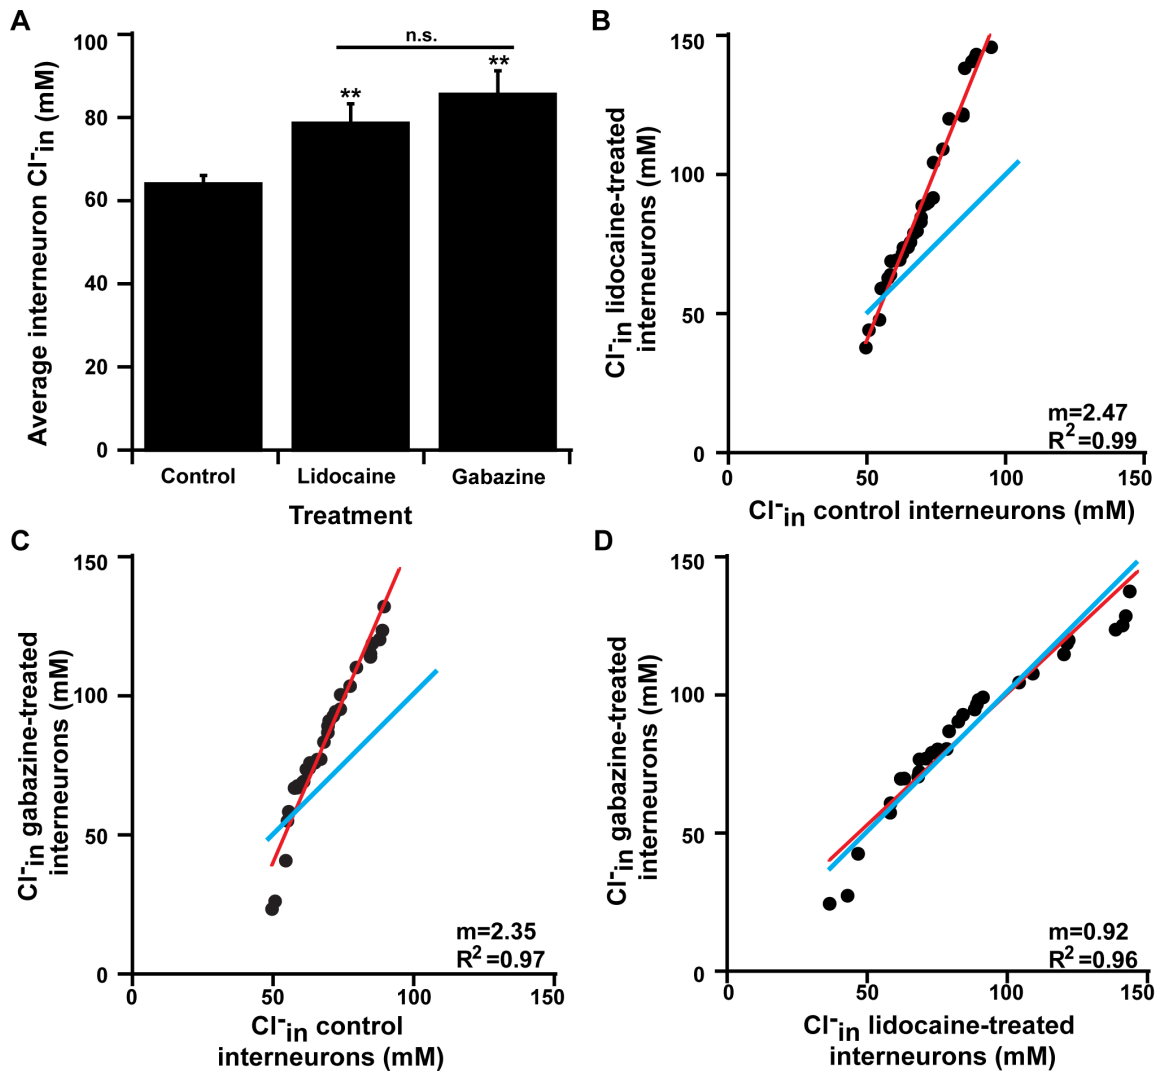 A
n.s.
**
**
100
80
60
40
20
0
Average interneuron Cl⁻in (mM)
Control
Lidocaine
Gabazine
Treatment
B
150
100
50
0
Cl⁻in lidocaine-treated
interneurons (mM)
m=2.47
R²=0.99
0
50
100
150
Cl⁻in control interneurons (mM)
C
150
100
50
0
Cl⁻in gabazine-treated
interneurons (mM)
m=2.35
R²=0.97
0
50
100
150
Cl⁻in control
interneurons (mM)
D
150
100
50
0
Cl⁻in gabazine-treated
interneurons (mM)
m=0.92
R²=0.96
0
50
100
150
Cl⁻in lidocaine-treated
interneurons (mM)